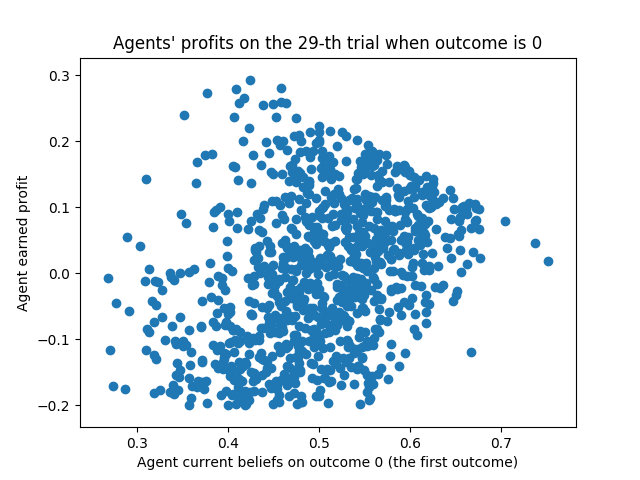 Agents' profits on the 29-th trial when outcome is 0
Agent earned profit
0.3
0.2
0.1
0.0
−0.1
−0.2
0.3 0.4 0.5 0.6 0.7
Agent current beliefs on outcome 0 (the first outcome)